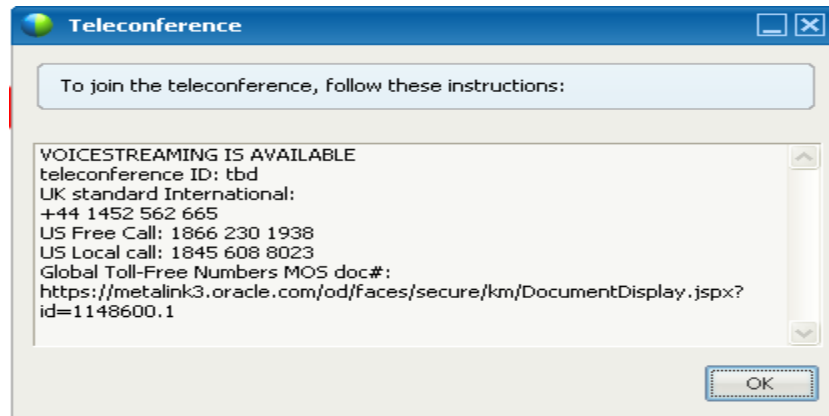 Teleconference
To join the teleconference, follow these instructions:
VOICESTREAMING IS AVAILABLE
teleconference ID: tbd
UK standard International:
+44 1452 562 665
US Free Call: 1866 230 1938
US Local call: 1845 608 8023
Global Toll-Free Numbers MOS doc#:
https://metalink3.oracle.com/od/faces/secure/km/DocumentDisplay.jspx?
id=1148600.1
OK